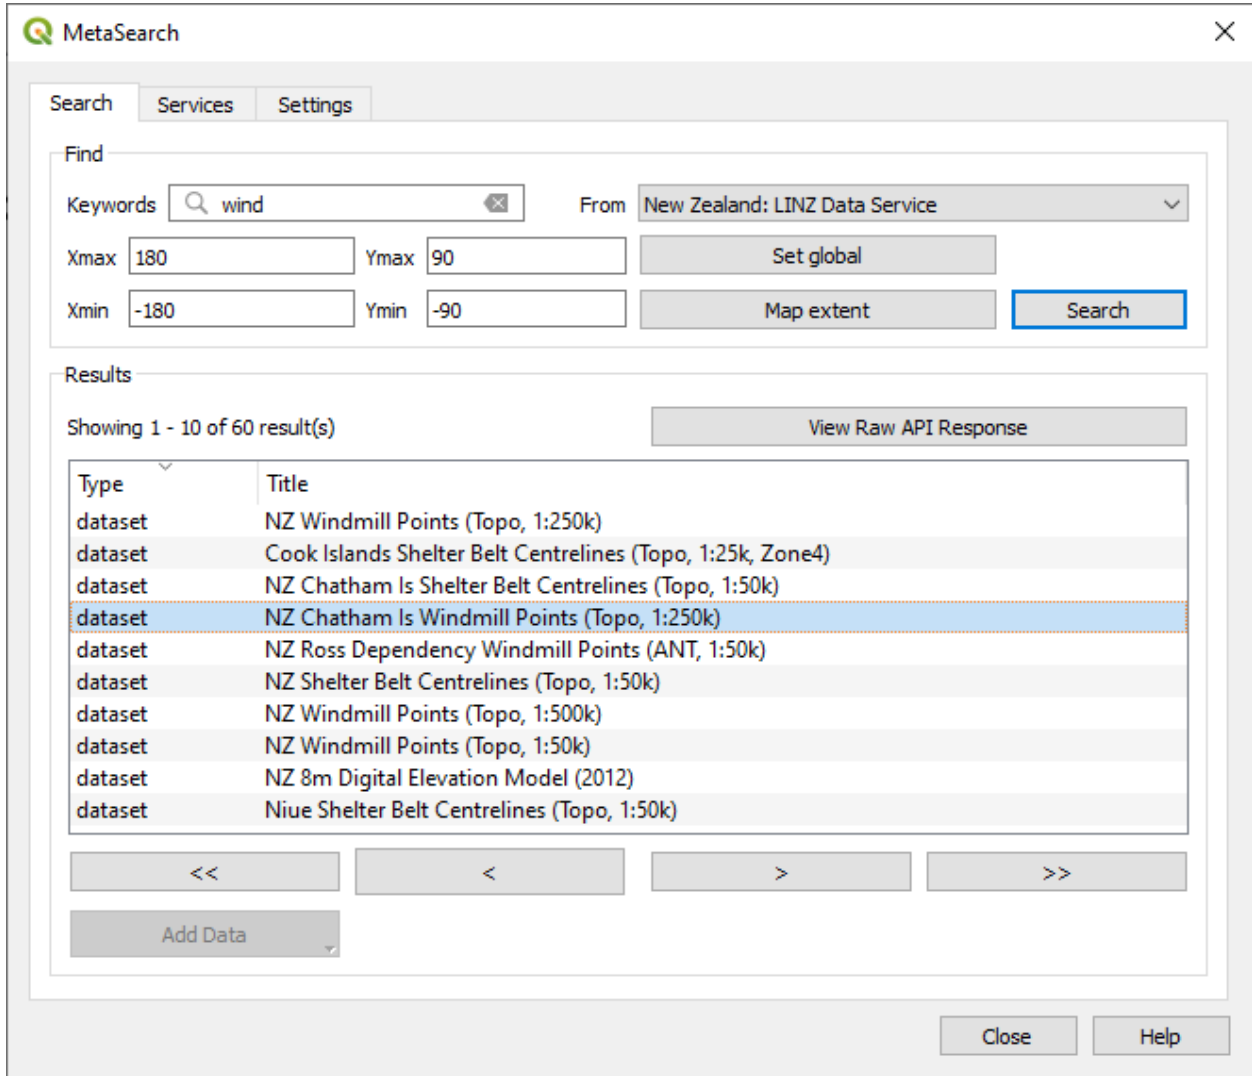 MetaSearch
Search Services Settings
Find
Keywords wind From New Zealand: LINZ Data Service
Xmax 180 Ymax 90 Set global
Xmin -180 Ymin -90 Map extent Search
Results
Showing 1 - 10 of 60 result(s) View Raw API Response
Type Title
dataset NZ Windmill Points (Topo, 1:250k)
dataset Cook Islands Shelter Belt Centrelines (Topo, 1:25k, Zone4)
dataset NZ Chatham Is Shelter Belt Centrelines (Topo, 1:50k)
dataset NZ Chatham Is Windmill Points (Topo, 1:250k)
dataset NZ Ross Dependency Windmill Points (ANT, 1:50k)
dataset NZ Shelter Belt Centrelines (Topo, 1:50k)
dataset NZ Windmill Points (Topo, 1:500k)
dataset NZ Windmill Points (Topo, 1:50k)
dataset NZ 8m Digital Elevation Model (2012)
dataset Niue Shelter Belt Centrelines (Topo, 1:50k)
<< < > >>
Add Data
Close Help